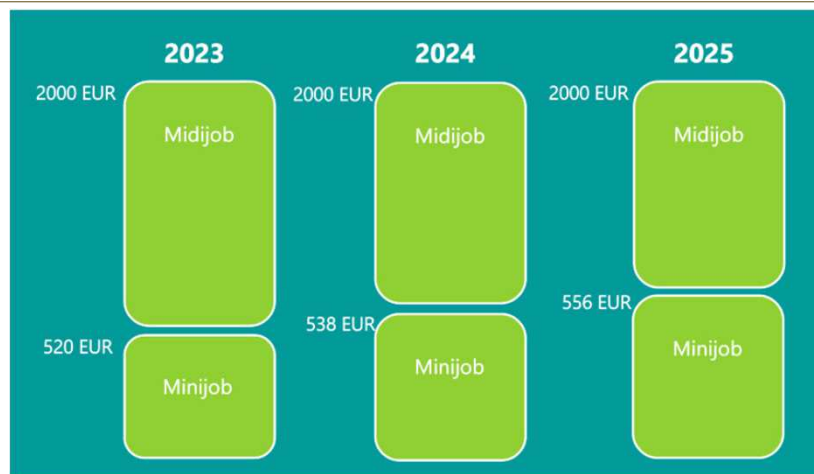 2023 2024 2025
2000 EUR 2000 EUR 2000 EUR
Midijob Midijob Midijob
520 EUR 538 EUR 556 EUR
Minijob Minijob Minijob